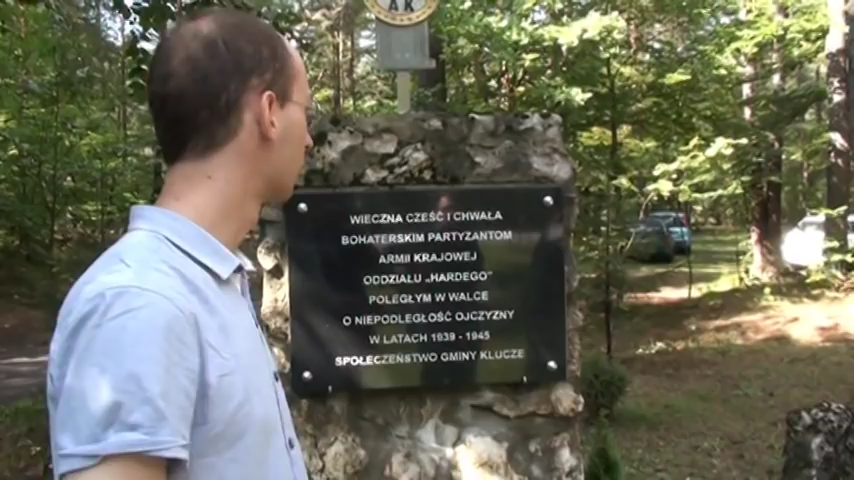 AK
WIECZNA CZEŚĆ I CHWAŁA
BOHATERSKIM PARTYZANTOM
ARMII KRAJOWEJ
ODDZIAŁU „HARDEGO"
POLEGŁYM W WALCE
O NIEPODLEGŁOŚĆ OJCZYZNY
W LATACH 1939 - 1945
SPOŁECZEŃSTWO GMINY KLUCZE